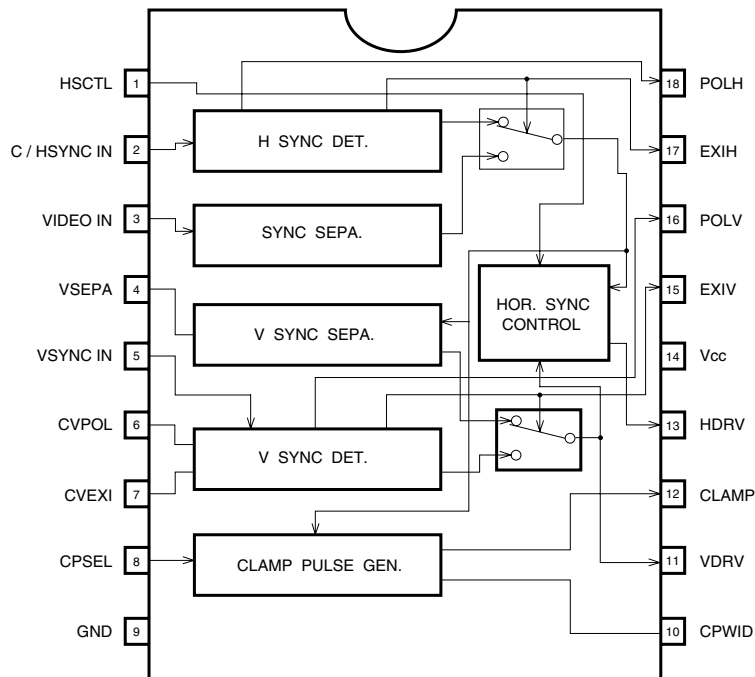 HSCTL
C / HSYNC IN
VIDEO IN
VSEPA
VSYNC IN
CVPOL
CVEXI
CPSEL
GND
1
2
3
4
5
6
7
8
9
H SYNC DET.
SYNC SEPA.
V SYNC SEPA.
V SYNC DET.
CLAMP PULSE GEN.
HOR. SYNC
CONTROL
18
17
16
15
14
13
12
11
10
POLH
EXIH
POLV
EXIV
Vcc
HDRV
CLAMP
VDRV
CPWID